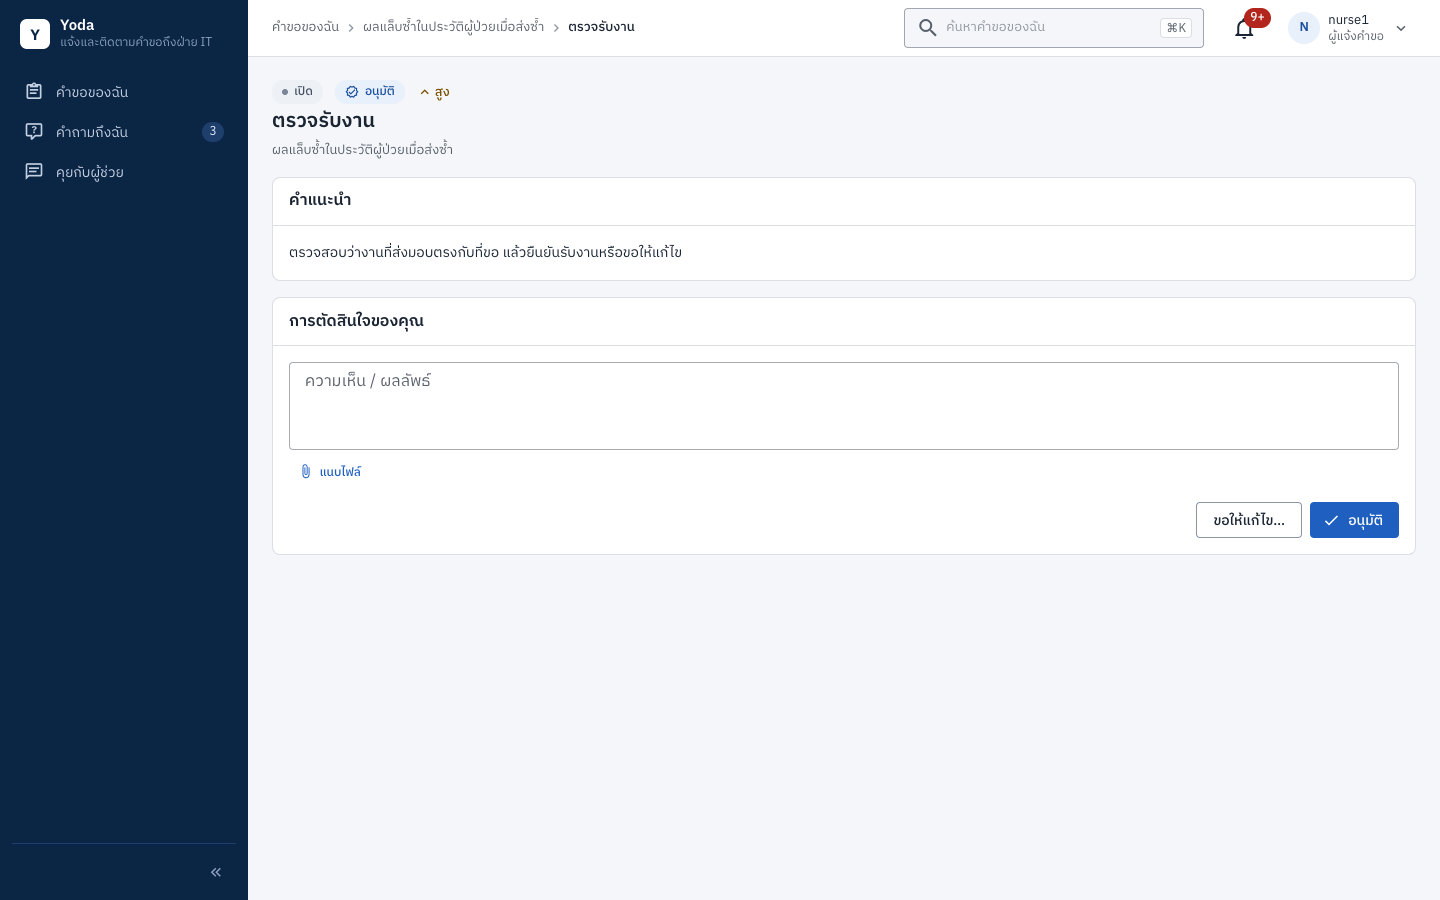 Y
Yoda
แจ้งและติดตามคำขอถึงฝ่าย IT
คำขอของฉัน
คำถามถึงฉัน
3
คุยกับผู้ช่วย
คำขอของฉัน
ผลแล็บซ้ำในประวัติผู้ป่วยเมื่อส่งซ้ำ
ตรวจรับงาน
ค้นหาคำขอของฉัน
⌘K
9+
N
nurse1
ผู้แจ้งคำขอ
เปิด
อนุมัติ
สูง
ตรวจรับงาน
ผลแล็บซ้ำในประวัติผู้ป่วยเมื่อส่งซ้ำ
คำแนะนำ
ตรวจสอบว่างานที่ส่งมอบตรงกับที่ขอ แล้วยืนยันรับงานหรือขอให้แก้ไข
การตัดสินใจของคุณ
ความเห็น / ผลลัพธ์
แนบไฟล์
ขอให้แก้ไข...
อนุมัติ